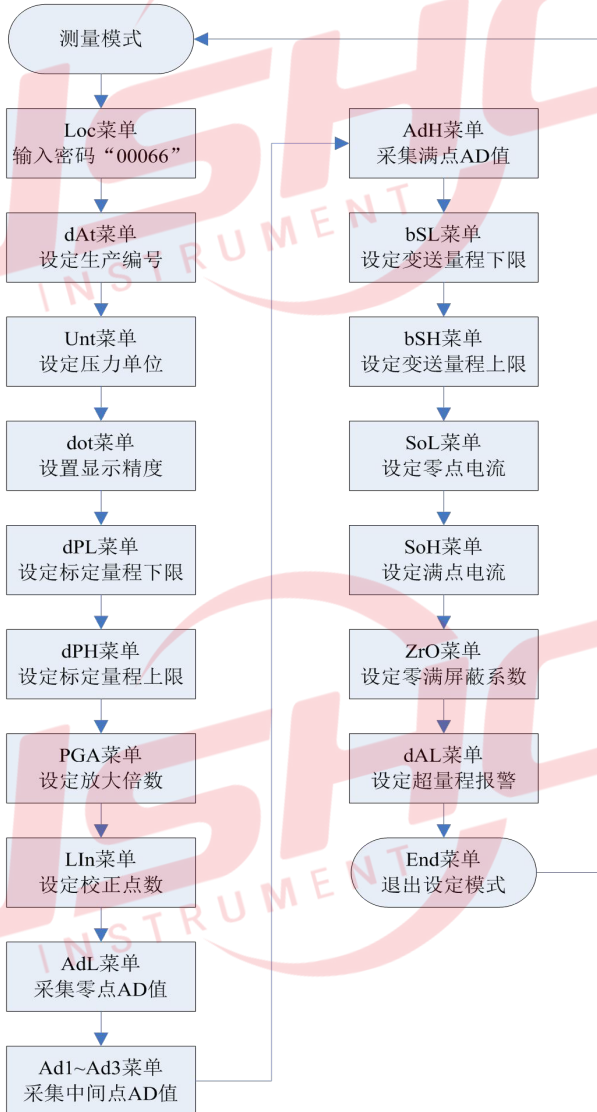 测量模式
Loc菜单
输入密码“00066”
dAt菜单
设定生产编号
Unt菜单
设定压力单位
dot菜单
设置显示精度
dPL菜单
设定标定量程下限
dPH菜单
设定标定量程上限
PGA菜单
设定放大倍数
LIn菜单
设定校正点数
AdL菜单
采集零点AD值
Ad1~Ad3菜单
采集中间点AD值
AdH菜单
采集满点AD值
bSL菜单
设定变送量程下限
bSH菜单
设定变送量程上限
SoL菜单
设定零点电流
SoH菜单
设定满点电流
ZrO菜单
设定零满屏蔽系数
dAL菜单
设定超量程报警
End菜单
退出设定模式
INSTRUMENT
INSTRUMENT